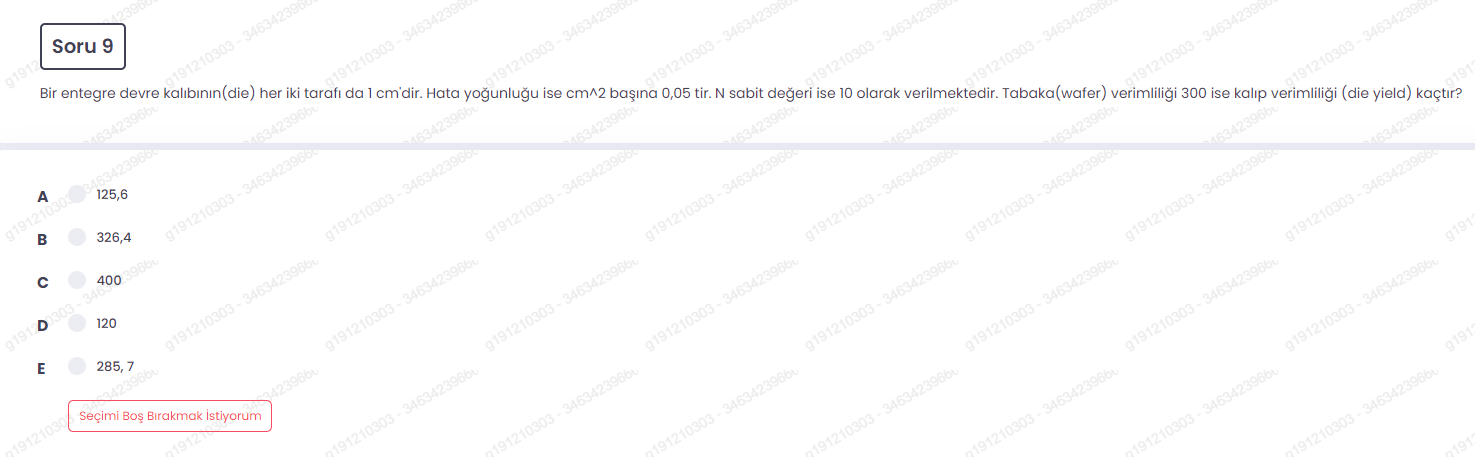 Soru 9
Bir entegre devre kalıbının(die) her iki tarafı da 1 cm'dir. Hata yoğunluğu ise cm^2 başına 0,05 tir. N sabit değeri ise 10 olarak verilmektedir. Tabaka(wafer) verimliliği 300 ise kalıp verimliliği (die yield) kaçtır?
A 125,6
B 326,4
C 400
D 120
E 285, 7
Seçimi Boş Bırakmak İstiyorum